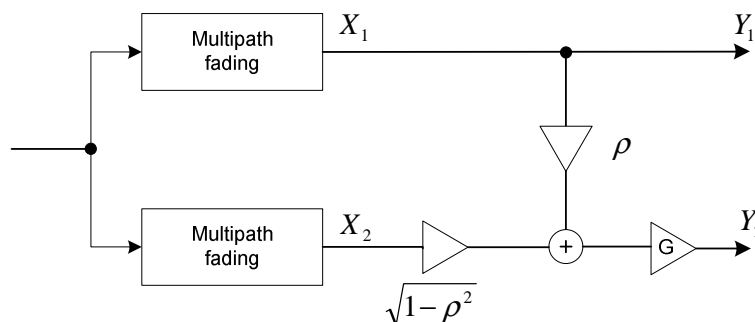 Multipath
fading
X₁
Y₁
ρ
Multipath
fading
X₂
√1 − ρ²
+
G
Y